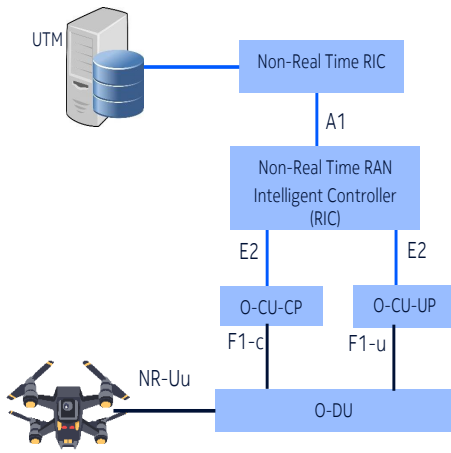 UTM
Non-Real Time RIC
A1
Non-Real Time RAN
Intelligent Controller
(RIC)
E2
E2
O-CU-CP
O-CU-UP
F1-c
F1-u
NR-Uu
O-DU